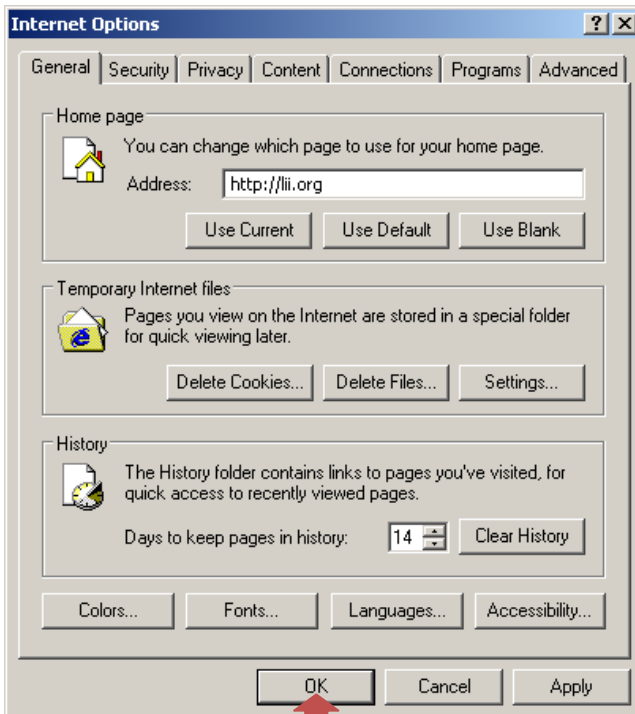 Internet Options
General Security Privacy Content Connections Programs Advanced
Home page
You can change which page to use for your home page.
Address: http://lii.org
Use Current Use Default Use Blank
Temporary Internet files
Pages you view on the Internet are stored in a special folder
for quick viewing later.
Delete Cookies... Delete Files... Settings...
History
The History folder contains links to pages you've visited, for
quick access to recently viewed pages.
Days to keep pages in history: 14 Clear History
Colors... Fonts... Languages... Accessibility...
OK Cancel Apply